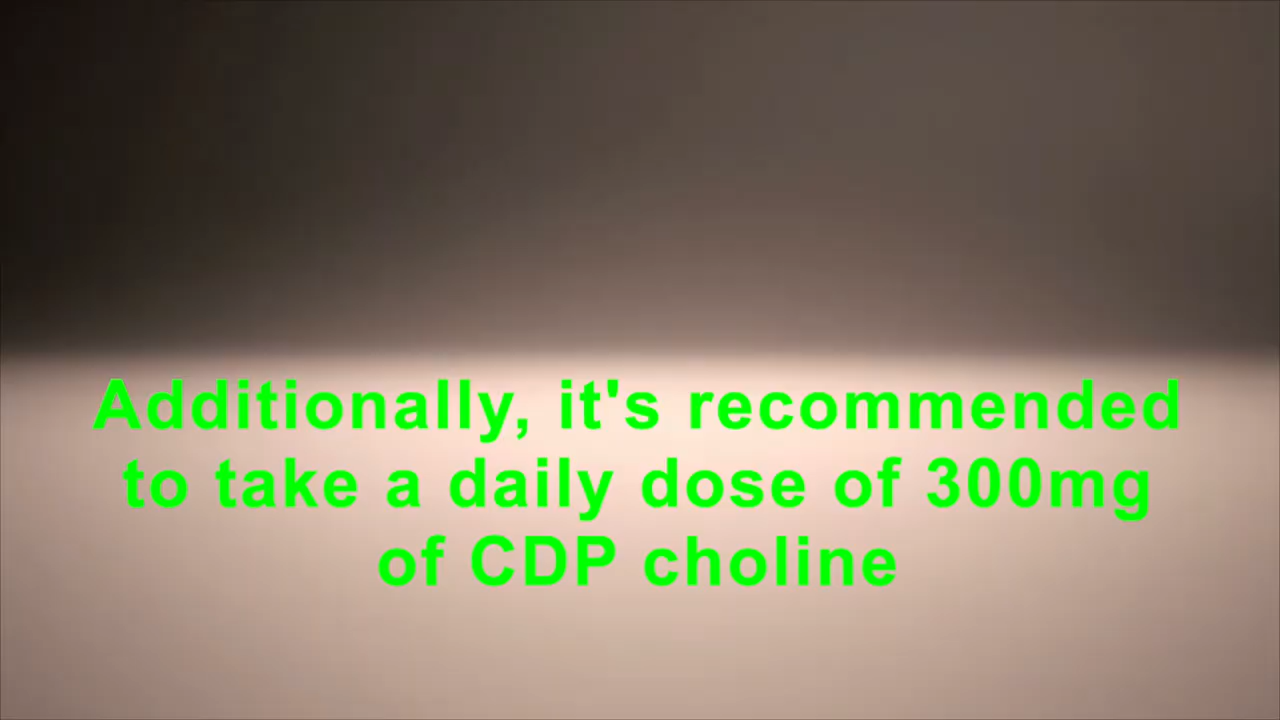 Additionally, it's recommended
to take a daily dose of 300mg
of CDP choline